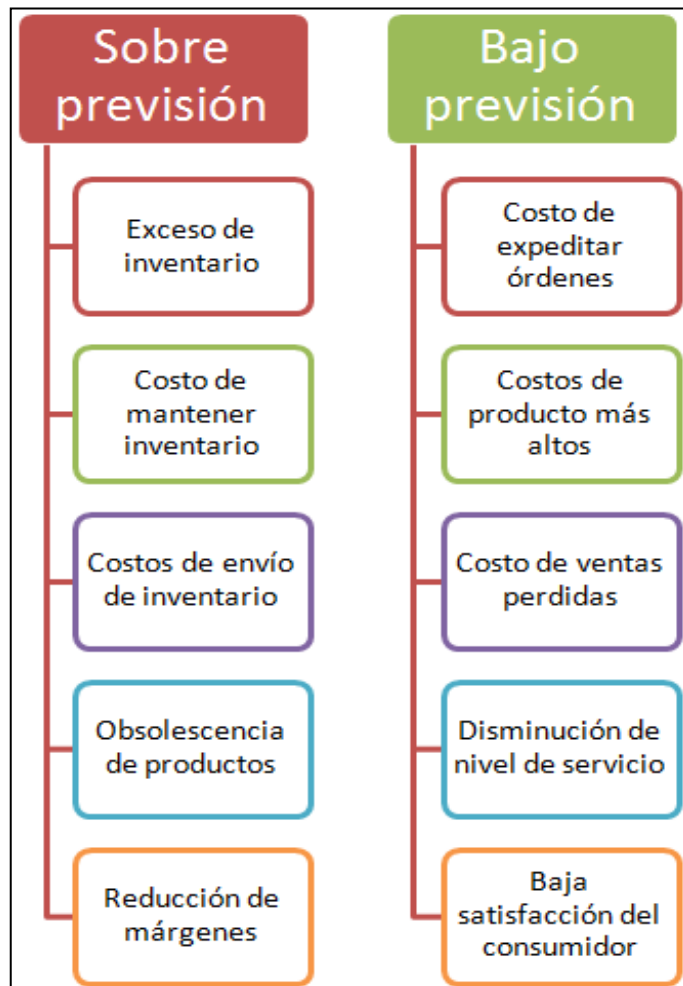 Sobre
previsión
Exceso de
inventario
Costo de
mantener
inventario
Costos de envío
de inventario
Obsolescencia
de productos
Reducción de
márgenes
Bajo
previsión
Costo de
expeditar
órdenes
Costos de
producto más
altos
Costo de ventas
perdidas
Disminución de
nivel de servicio
Baja
satisfacción del
consumidor